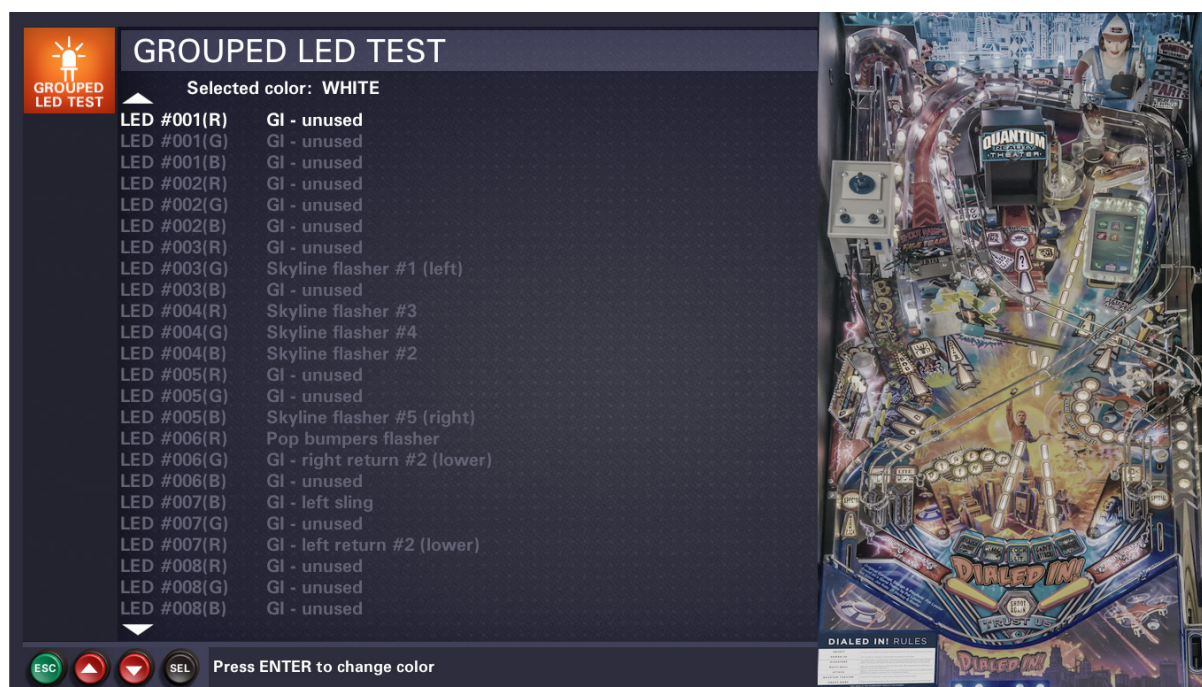 GROUPED LED TEST
GROUPED
LED TEST
Selected color: WHITE
LED #001(R) GI - unused
LED #001(G) GI - unused
LED #001(B) GI - unused
LED #002(R) GI - unused
LED #002(G) GI - unused
LED #002(B) GI - unused
LED #003(R) GI - unused
LED #003(G) Skyline flasher #1 (left)
LED #003(B) GI - unused
LED #004(R) Skyline flasher #3
LED #004(G) Skyline flasher #4
LED #004(B) Skyline flasher #2
LED #005(R) GI - unused
LED #005(G) GI - unused
LED #005(B) Skyline flasher #5 (right)
LED #006(R) Pop bumpers flasher
LED #006(G) GI - right return #2 (lower)
LED #006(B) GI - unused
LED #007(B) GI - left sling
LED #007(G) GI - unused
LED #007(R) GI - left return #2 (lower)
LED #008(R) GI - unused
LED #008(G) GI - unused
LED #008(B) GI - unused
ESC
SEL
Press ENTER to change color
QUANTUM
REALITY
THEATER
DIALED IN!
SHOOT
AGAIN
TRUST US
DIALED IN! RULES
DIALED IN!